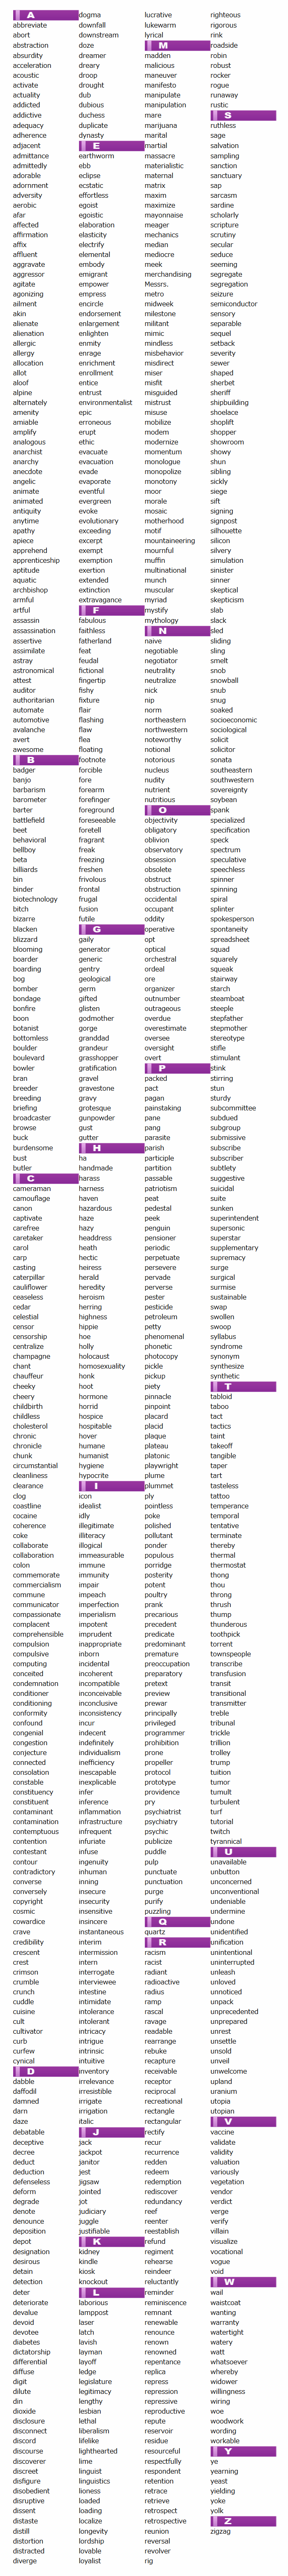 A
abbreviate
abort
abstraction
absurdity
acceleration
acoustic
activate
actuality
addicted
addictive
adequacy
adherence
adjacent
admittance
admittedly
adorable
adornment
adversity
aerobic
afar
affected
affirmation
affix
affluent
aggravate
aggressor
agitate
agonizing
ailment
akin
alienate
alienation
allergic
allergy
allocation
allot
aloof
alpine
alternately
amenity
amiable
amplify
analogous
anarchist
anarchy
anecdote
angelic
animate
animated
antiquity
anytime
apathy
apiece
apprehend
apprenticeship
aptitude
aquatic
archbishop
armful
artful
assassin
assassination
assertive
assimilate
astray
astronomical
attest
auditor
authoritarian
automate
automotive
avalanche
avert
awesome
B
badger
banjo
barbarism
barometer
barter
battlefield
beet
behavioral
bellboy
beta
billiards
bin
binder
biotechnology
bitch
bizarre
blacken
blizzard
blooming
boarder
boarding
bog
bomber
bondage
bonfire
boon
botanist
bottomless
boulder
boulevard
bowler
bran
breeder
breeding
briefing
broadcaster
browse
buck
burdensome
bust
butler
C
cameraman
camouflage
canon
captivate
carefree
caretaker
carol
carp
casting
caterpillar
cauliflower
ceaseless
cedar
celestial
censor
censorship
centralize
champagne
chant
chauffeur
cheeky
cheery
childbirth
childless
cholesterol
chronic
chronicle
chunk
circumstantial
cleanliness
clearance
clog
coastline
cocaine
coherence
coke
collaborate
collaboration
colon
commemorate
commercialism
commune
communicator
compassionate
complacent
comprehensible
compulsion
compulsive
computing
conceited
condemnation
conditioner
conditioning
conformity
confound
congenial
congestion
conjecture
connected
consolation
constable
constituency
constituent
contaminant
contamination
contemptuous
contention
contestant
contour
contradictory
converse
conversely
copyright
cosmic
cowardice
crave
credibility
crescent
crest
crimson
crumble
crunch
cuddle
cuisine
cult
cultivator
curb
curfew
cynical
D
dabble
daffodil
damned
darn
daze
debatable
deceptive
decree
deduct
deduction
defenseless
deform
degrade
denote
denounce
deposition
depot
designation
desirous
detain
detection
deter
deteriorate
devalue
devoid
devotee
diabetes
dictatorship
differential
diffuse
digit
dilute
din
dioxide
disclosure
disconnect
discord
discourse
discoverer
discreet
disfigure
disobedient
disruptive
dissent
distaste
distill
distortion
distracted
diverge
dogma
downfall
downstream
doze
dreamer
dreary
droop
drought
dub
dubious
duchess
duplicate
dynasty
E
earthworm
ebb
eclipse
ecstatic
effortless
egoist
egoistic
elaboration
elasticity
electrify
elemental
embody
emigrant
empower
empress
encircle
endorsement
enlargement
enlighten
enmity
enrage
enrichment
enrollment
entice
entrust
environmentalist
epic
erroneous
erupt
ethic
evacuate
evacuation
evade
evaporate
eventful
evergreen
evoke
evolutionary
exceeding
excerpt
exempt
exemption
exertion
extended
extinction
extravagance
F
fabulous
faithless
fatherland
feat
feudal
fictional
fingertip
fishy
fixture
flair
flashing
flaw
flea
floating
footnote
forcible
fore
forearm
forefinger
foreground
foreseeable
foretell
fragrant
freak
freezing
freshen
frivolous
frontal
frugal
fusion
futile
G
gaily
generator
generic
gentry
geological
germ
gifted
glisten
godmother
gorge
granddad
grandeur
grasshopper
gratification
gravel
gravestone
gravy
grotesque
gunpowder
gust
gutter
H
ha
handmade
harass
harness
haven
hazardous
haze
hazy
headdress
heath
hectic
heiress
herald
heredity
heroism
herring
highness
hippie
hoe
holly
holocaust
homosexuality
honk
hoot
hormone
horrid
hospice
hospitable
hover
humane
humanist
hygiene
hypocrite
I
icon
idealist
idly
illegitimate
illiteracy
illogical
immeasurable
immune
immunity
impair
impeach
imperfection
imperialism
impotent
imprudent
inappropriate
inborn
incidental
incoherent
incompatible
inconceivable
inconclusive
inconsistency
incur
indecent
indefinitely
individualism
inefficiency
inescapable
inexplicable
infer
inference
inflammation
infrastructure
infrequent
infuriate
infuse
ingenuity
inhuman
inning
insecure
insecurity
insensitive
insincere
instantaneous
interim
intermission
intern
interrogate
interviewee
intestine
intimidate
intolerance
intolerant
intricacy
intrigue
intrinsic
intuitive
inventory
irrelevance
irresistible
irrigate
irrigation
italic
J
jack
jackpot
janitor
jest
jigsaw
jointed
jot
judiciary
juggle
justifiable
K
kidney
kindle
kiosk
knockout
L
laborious
lamppost
laser
latch
lavish
layman
layoff
ledge
legislature
legitimacy
lengthy
lesbian
lethal
liberalism
lifelike
lighthearted
lime
linguist
linguistics
lioness
loaded
loading
localize
longevity
lordship
lovable
loyalist
lucrative
lukewarm
lyrical
M
madden
malicious
maneuver
manifesto
manipulate
manipulation
mare
marijuana
marital
martial
massacre
materialistic
maternal
matrix
maxim
maximize
mayonnaise
meager
mechanics
median
mediocre
meek
merchandising
Messrs.
metro
midweek
milestone
militant
mimic
mindless
misbehavior
misdirect
miser
misfit
misguided
mistrust
misuse
mobilize
modem
modernize
momentum
monologue
monopolize
monotony
moor
morale
mosaic
motherhood
motif
mountaineering
mournful
muffin
multinational
munch
muscular
myriad
mystify
mythology
N
naive
negotiable
negotiator
neutrality
neutralize
nick
nip
norm
northeastern
northwestern
noteworthy
notional
notorious
nucleus
nudity
nutrient
nutritious
O
objectivity
obligatory
oblivion
observatory
obsession
obsolete
obstruct
obstruction
occidental
occupant
oddity
operative
opt
optical
orchestral
ordeal
ore
organizer
outnumber
outrageous
overdue
overestimate
oversee
oversight
overt
P
packed
pact
pagan
painstaking
pane
pang
parasite
parish
participle
partition
passable
patriotism
peat
pedestal
peek
penguin
pensioner
periodic
perpetuate
persevere
pervade
perverse
pester
pesticide
petroleum
petty
phenomenal
phonetic
photocopy
pickle
pickup
piety
pinnacle
pinpoint
placard
placid
plaque
plateau
platonic
playwright
plume
plummet
ply
pointless
poke
polished
pollutant
ponder
populous
porridge
posterity
potent
poultry
prank
precarious
precedent
predicate
predominant
premature
preoccupation
preparatory
pretext
preview
prewar
principally
privileged
programmer
prohibition
prone
propeller
protocol
prototype
providence
pry
psychiatrist
psychiatry
psychic
publicize
puddle
pulp
punctuate
punctuation
purge
purify
puzzling
Q
quartz
R
racism
racist
radiant
radioactive
radius
ramp
rascal
ravage
readable
rearrange
rebuke
recapture
receivable
receptor
reciprocal
recreational
rectangle
rectangular
rectify
recur
recurrence
redden
redeem
redemption
rediscover
redundancy
reef
reenter
reestablish
refund
regiment
rehearse
reindeer
reluctantly
reminder
reminiscence
remnant
renewable
renown
renowned
repentance
replica
repress
repression
repressive
reproductive
repute
reservoir
residue
resourceful
respectfully
respondent
retention
retrace
retrieve
retrospect
retrospective
reunion
reversal
revolver
rig
righteous
rigorous
rink
roadside
robin
robust
rocker
rogue
runaway
rustic
S
ruthless
sage
salvation
sampling
sanction
sanctuary
sap
sarcasm
sardine
scholarly
scripture
scrutiny
secular
seduce
seeming
segregate
segregation
seizure
semiconductor
sensory
separable
sequel
setback
severity
sewer
shaped
sherbet
sheriff
shipbuilding
shoelace
shoplift
shopper
showroom
showy
shun
sibling
sickly
siege
sift
signing
signpost
silhouette
silicon
silvery
simulation
sinister
sinner
skeptical
skepticism
slab
slack
sled
sliding
sling
smelt
snob
snowball
snub
snug
soaked
socioeconomic
sociological
solicit
solicitor
sonata
southeastern
southwestern
sovereignty
soybean
spank
specialized
specification
speck
spectrum
speculative
speechless
spinner
spinning
spiral
splinter
spokesperson
spontaneity
spreadsheet
squad
squarely
squeak
stairway
starch
steamboat
steeple
stepfather
stepmother
stereotype
stifle
stimulant
stink
stirring
stun
sturdy
subcommittee
subdued
subgroup
submissive
subscribe
subscriber
subtlety
suggestive
suicidal
suite
sunken
superintendent
supersonic
superstar
supplementary
supremacy
surge
surgical
surmise
sustainable
swap
swollen
swoop
syllabus
syndrome
synonym
synthesize
synthetic
T
tabloid
taboo
tact
tactics
taint
takeoff
tangible
taper
tart
tasteless
tattoo
temperance
temporal
tentative
terminate
thereby
thermal
thermostat
thong
thou
throng
thrush
thump
thunderous
toothpick
torrent
townspeople
transcribe
transfusion
transit
transitional
transmitter
treble
tribunal
trickle
trillion
trolley
trump
tuition
tumor
tumult
turbulent
turf
tutorial
twitch
tyrannical
U
unavailable
unbutton
unconcerned
unconventional
undeniable
undermine
undone
unidentified
unification
unintentional
uninterrupted
unleash
unloved
unnoticed
unpack
unprecedented
unprepared
unrest
unsettle
unsold
unveil
unwelcome
upland
uranium
utopia
utopian
V
vaccine
validate
validity
valuation
variously
vegetation
vendor
verdict
verge
verify
villain
visualize
vocational
vogue
void
W
wail
waistcoat
wanting
warranty
watertight
watery
watt
whatsoever
whereby
widower
willingness
wiring
woe
woodwork
wording
workable
Y
ye
yearning
yeast
yielding
yoke
yolk
Z
zigzag